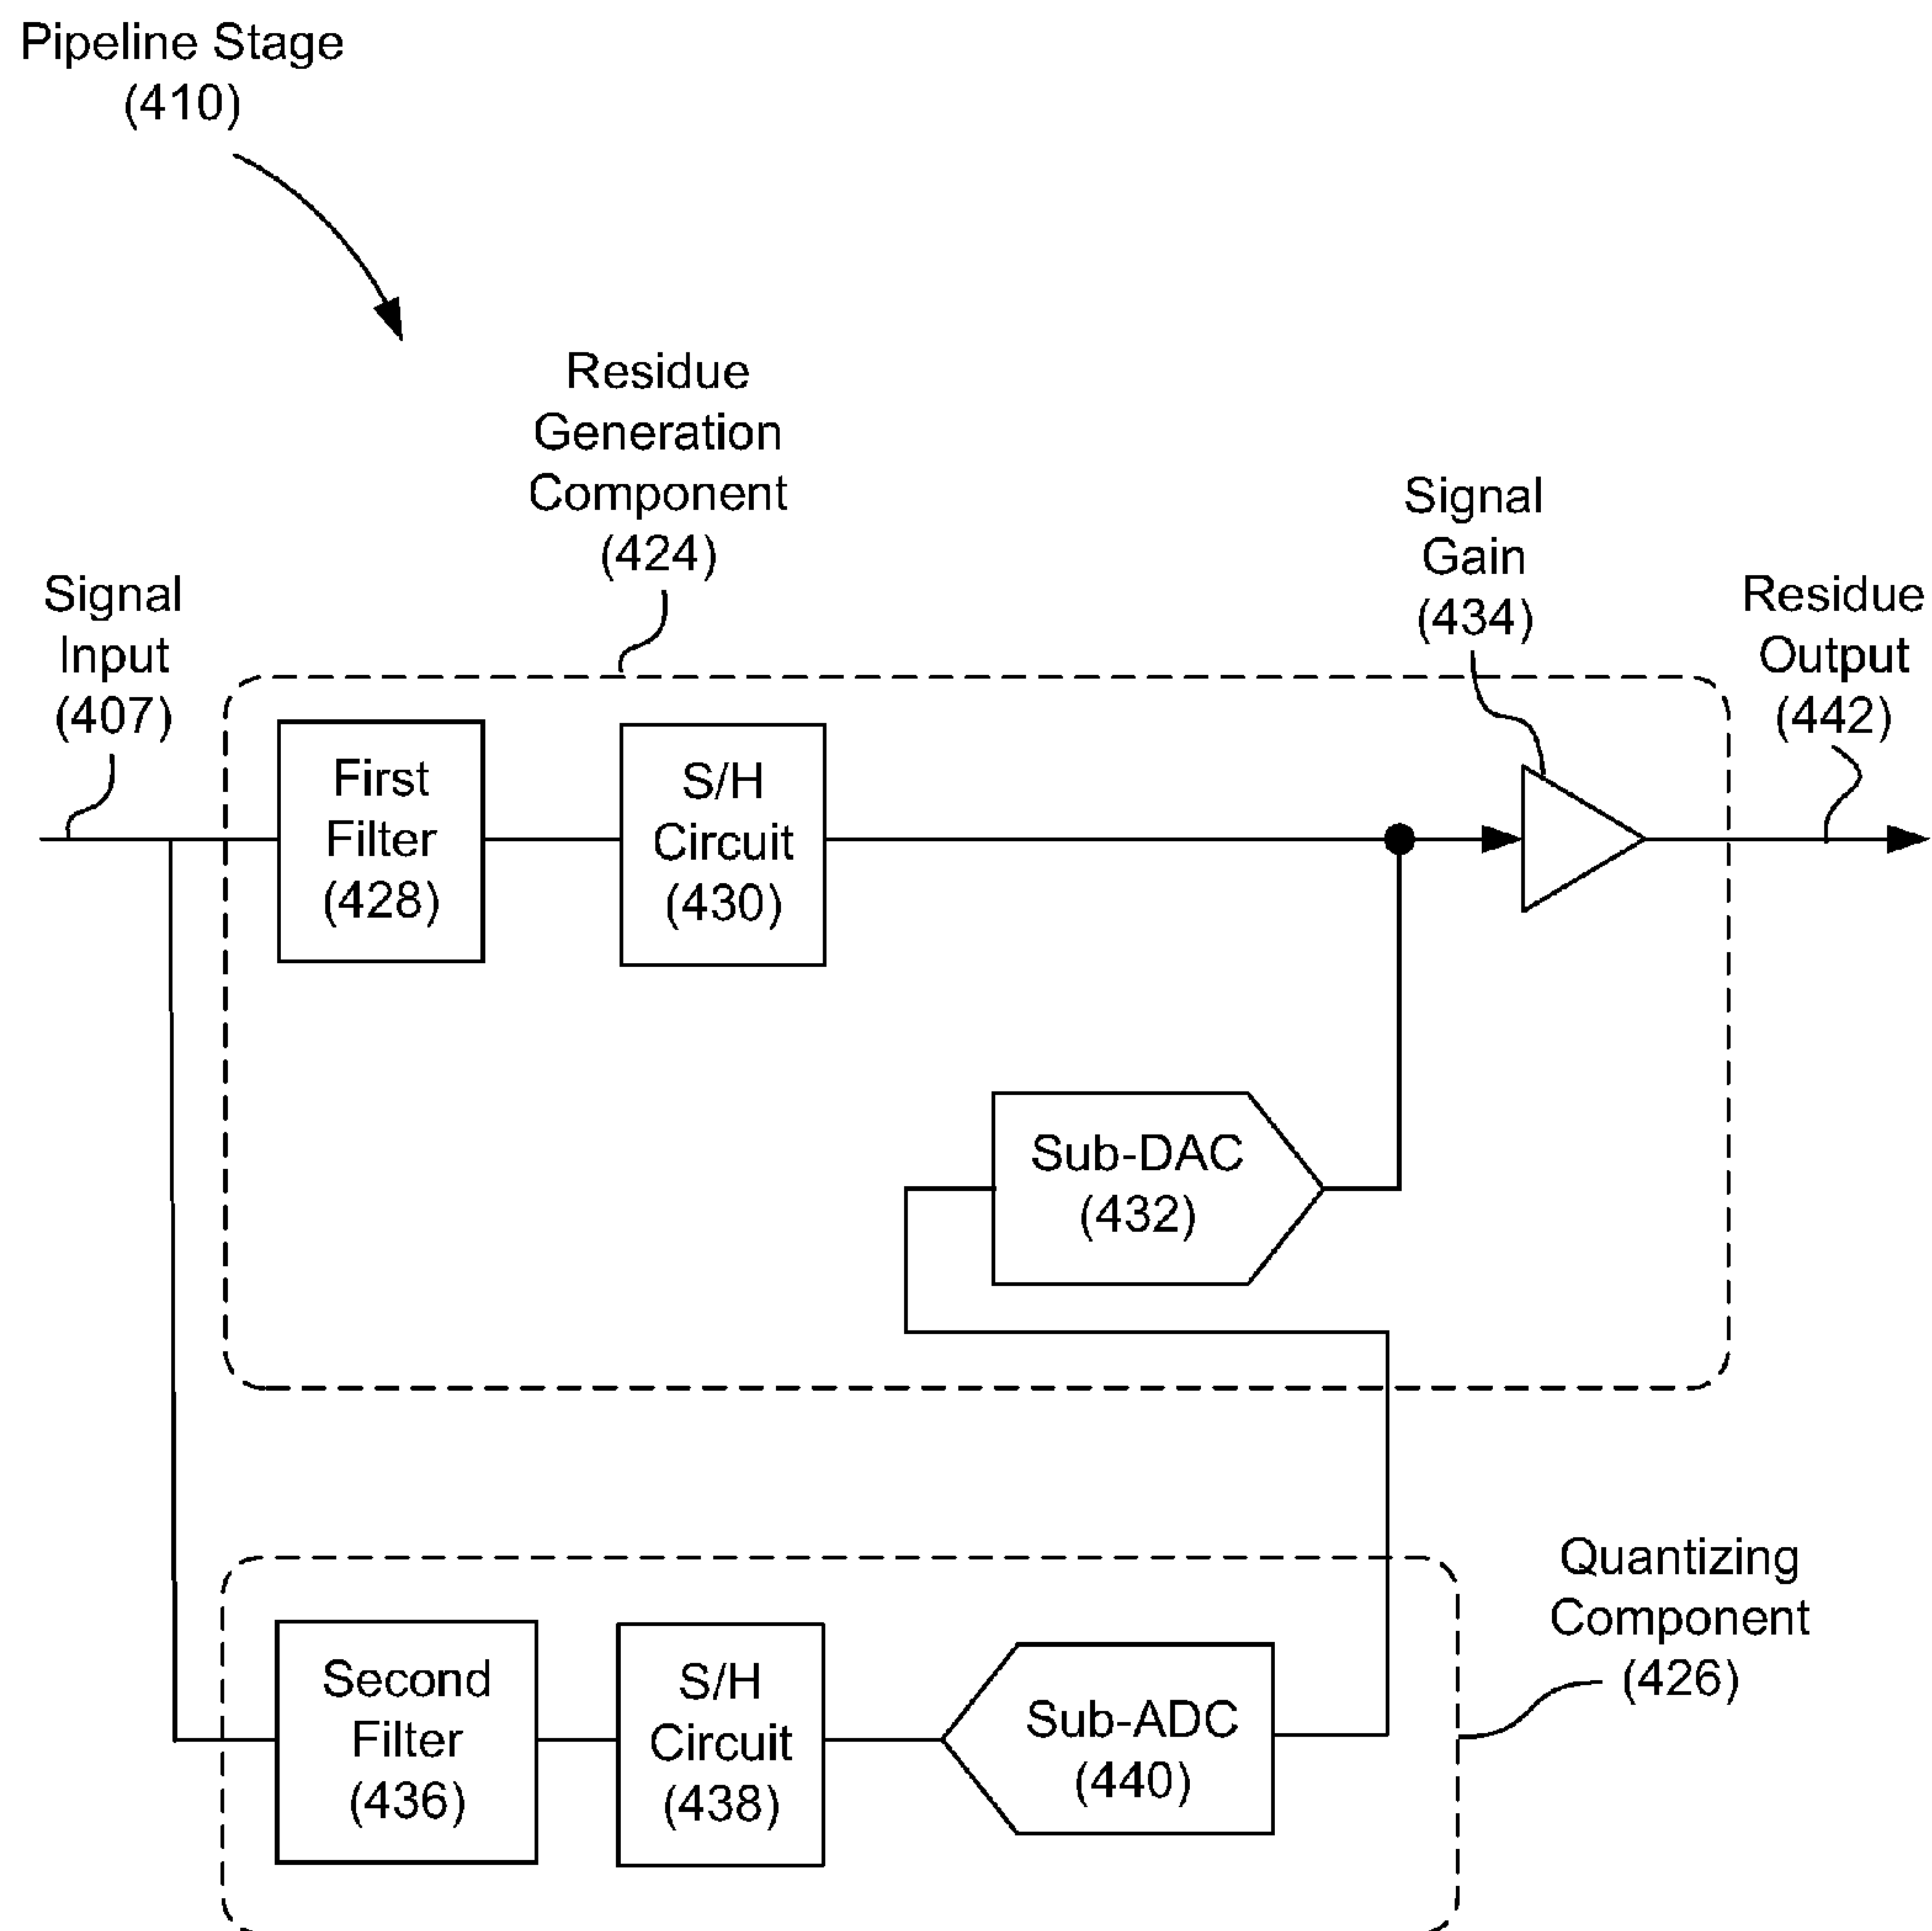 Pipeline Stage
(410)
Residue
Generation
Component
(424)
Signal
Gain
(434)
Signal
Input
(407)
Residue
Output
(442)
First
Filter
(428)
S/H
Circuit
(430)
Sub-DAC
(432)
Quantizing
Component
(426)
Second
Filter
(436)
S/H
Circuit
(438)
Sub-ADC
(440)